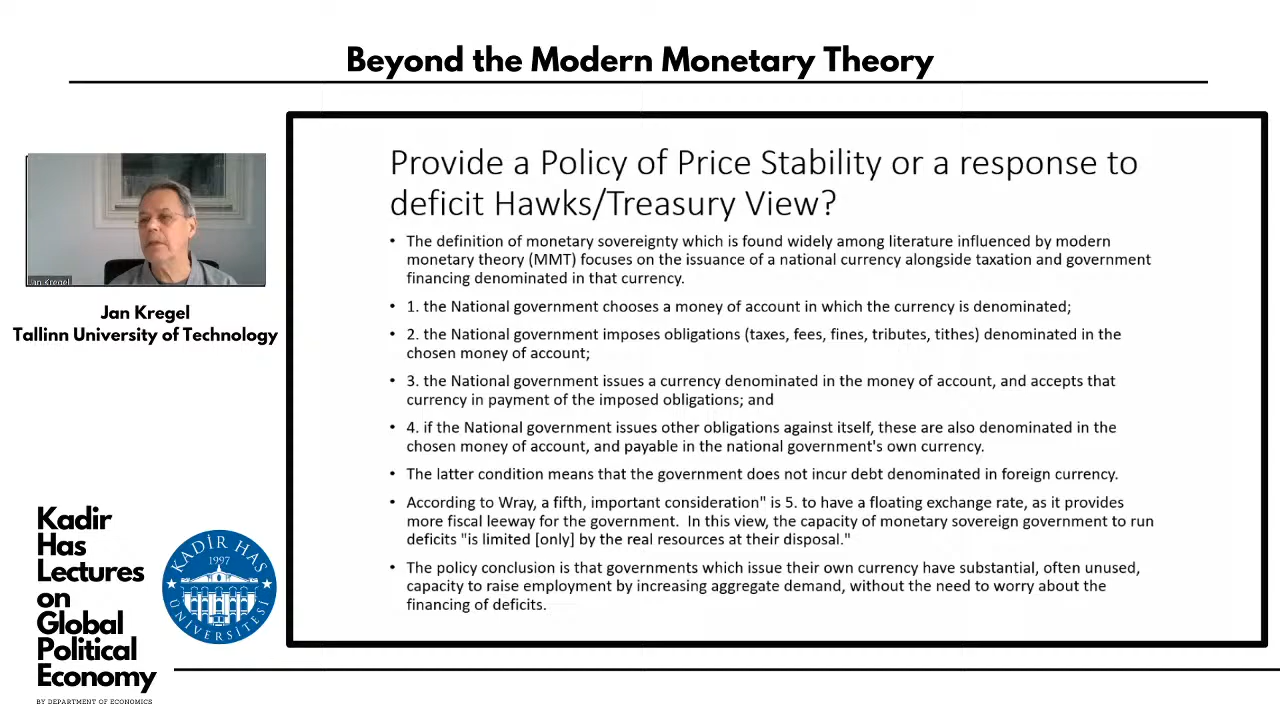 Beyond the Modern Monetary Theory
Jan Kregel
Jan Kregel
Tallinn University of Technology
Provide a Policy of Price Stability or a response to
deficit Hawks/Treasury View?
• The definition of monetary sovereignty which is found widely among literature influenced by modern
monetary theory (MMT) focuses on the issuance of a national currency alongside taxation and government
financing denominated in that currency.
• 1. the National government chooses a money of account in which the currency is denominated;
• 2. the National government imposes obligations (taxes, fees, fines, tributes, tithes) denominated in the
chosen money of account;
• 3. the National government issues a currency denominated in the money of account, and accepts that
currency in payment of the imposed obligations; and
• 4. if the National government issues other obligations against itself, these are also denominated in the
chosen money of account, and payable in the national government's own currency.
• The latter condition means that the government does not incur debt denominated in foreign currency.
• According to Wray, a fifth, important consideration" is 5. to have a floating exchange rate, as it provides
more fiscal leeway for the government. In this view, the capacity of monetary sovereign government to run
deficits "is limited [only] by the real resources at their disposal."
• The policy conclusion is that governments which issue their own currency have substantial, often unused,
capacity to raise employment by increasing aggregate demand, without the need to worry about the
financing of deficits.
Kadir
Has
Lectures
on
Global
Political
Economy
BY DEPARTMENT OF ECONOMICS
KADİR HAS
1997
ÜNİVERSİTESİ